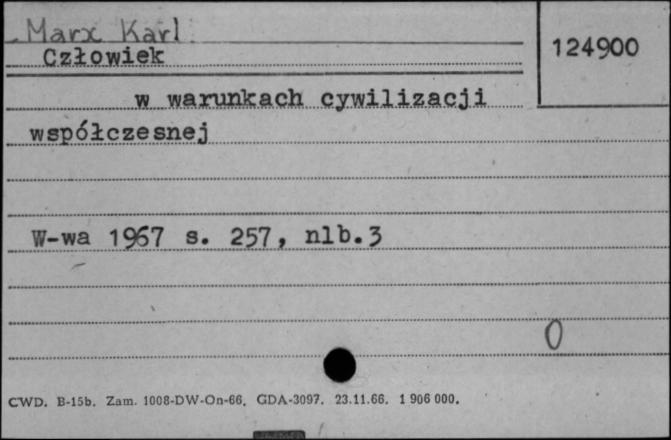 Marx Karl
124900
Człowiek
w warunkach cywilizacji
współczesnej
W-wa 1967 s. 257, nlb.3
0
CWD. B-15b. Zam. 1008-DW-On-66. GDA-3097. 23.11.66. 1 906 000.